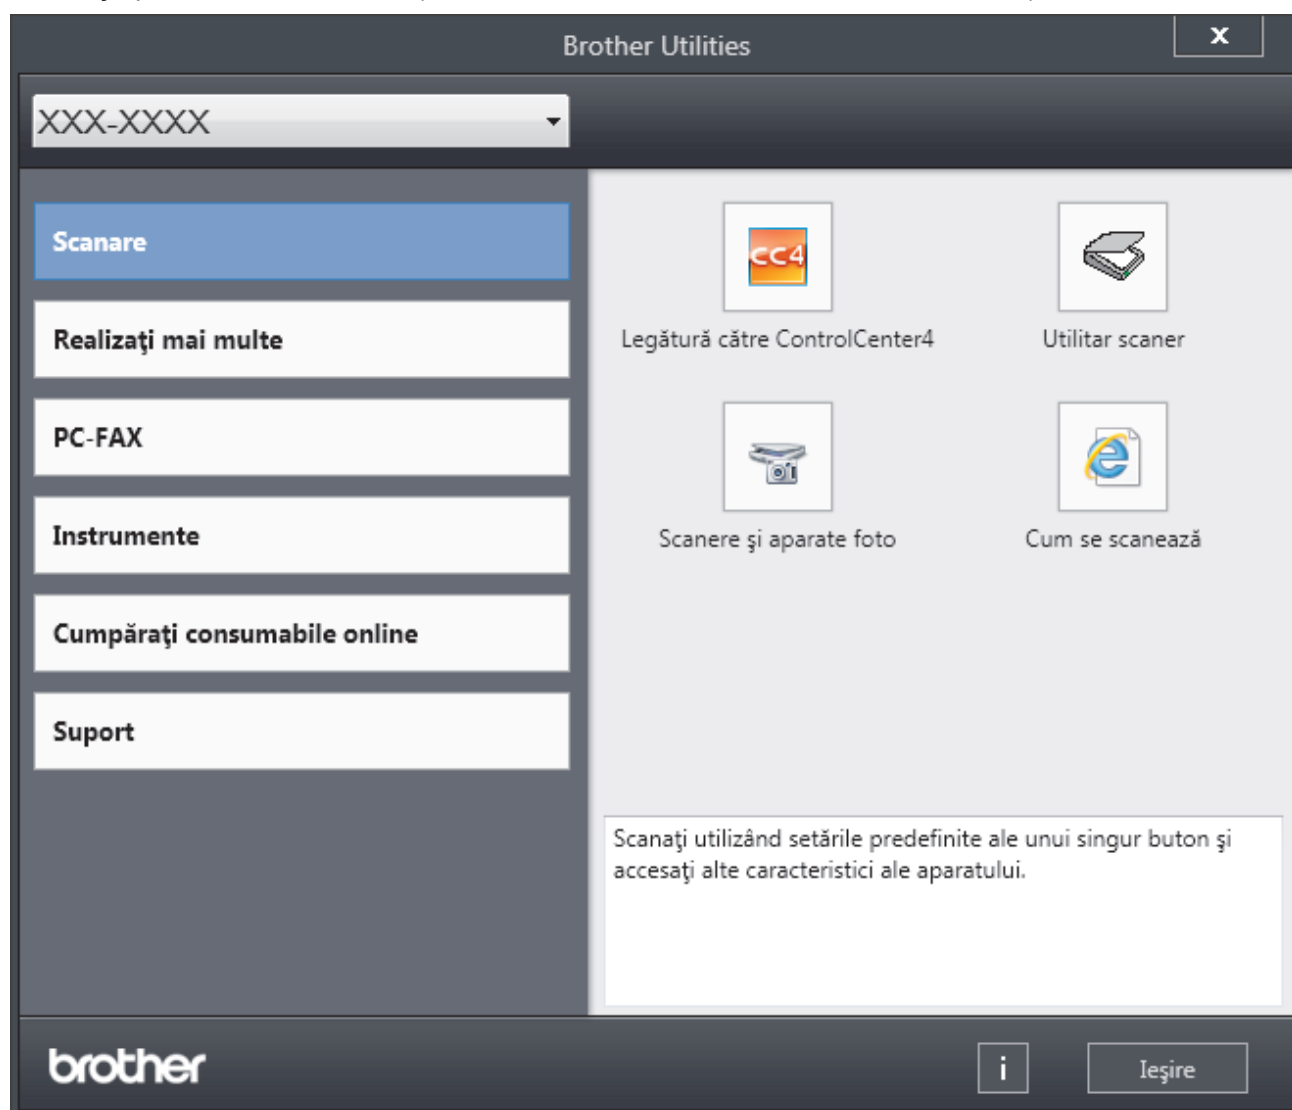 Brother Utilities
x
XXX-XXXX
Scanare
Realizaţi mai multe
PC-FAX
Instrumente
Cumpăraţi consumabile online
Suport
CC4
Legătură către ControlCenter4
Utilitar scaner
Scanere şi aparate foto
Cum se scanează
Scanaţi utilizând setările predefinite ale unui singur buton şi
accesaţi alte caracteristici ale aparatului.
brother
i
Ieşire